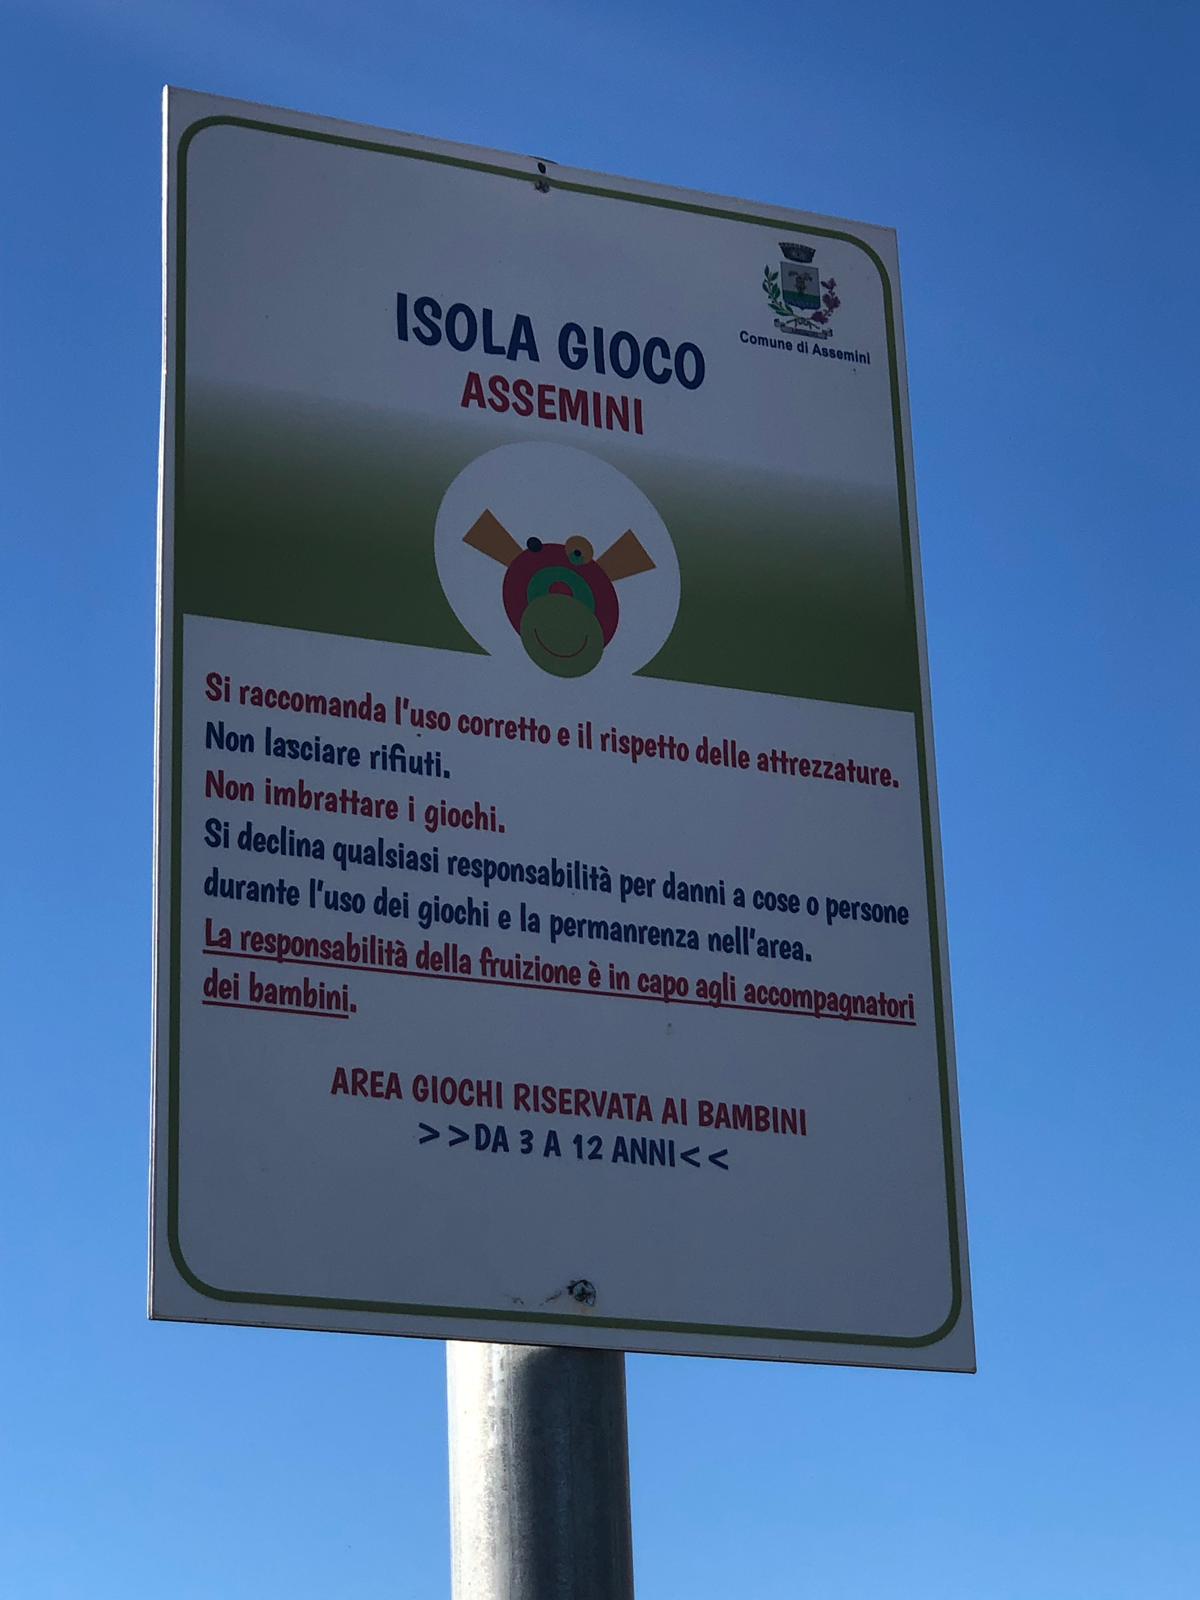 Comune di Assemini
ISOLA GIOCO
ASSEMINI
Si raccomanda l'uso corretto e il rispetto delle attrezzature.
Non lasciare rifiuti.
Non imbrattare i giochi.
Si declina qualsiasi responsabilità per danni a cose o persone
durante l'uso dei giochi e la permanrenza nell'area.
La responsabilità della fruizione è in capo agli accompagnatori
dei bambini.
AREA GIOCHI RISERVATA AI BAMBINI
>>DA 3 A 12 ANNI<<